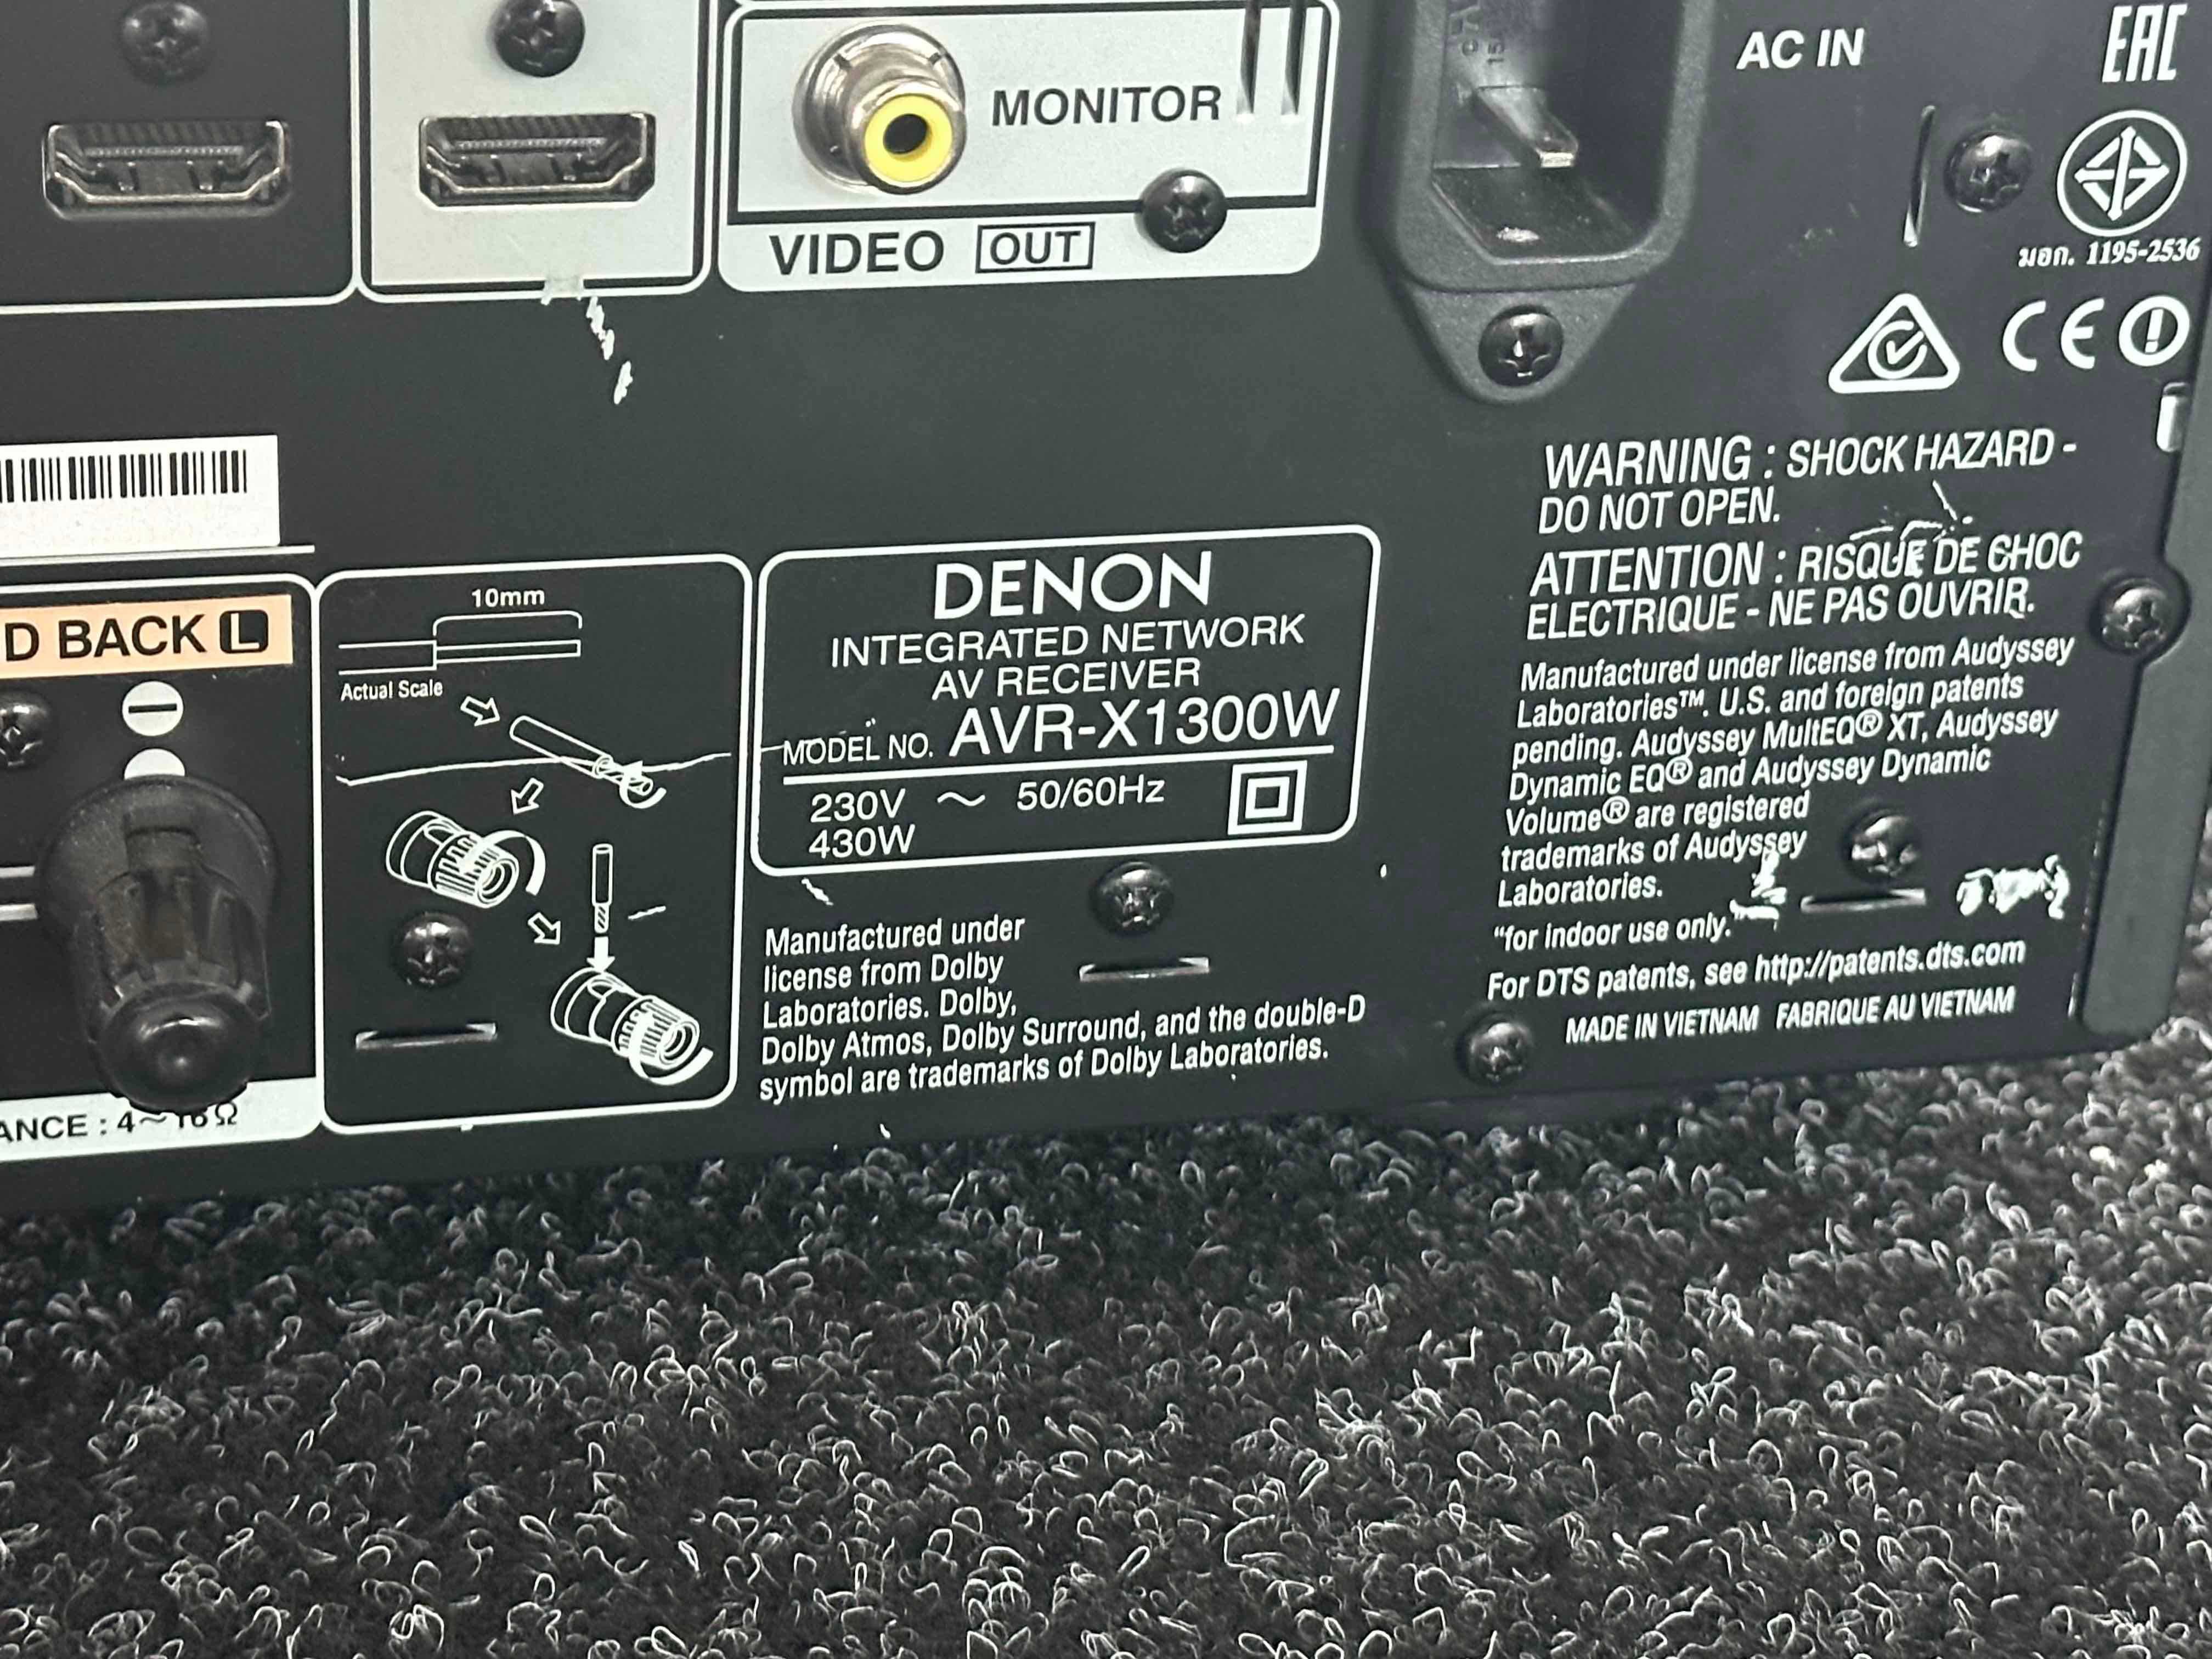 MONITOR
VIDEO OUT
AC IN
EAC
มอก. 1195-2536
CE
WARNING : SHOCK HAZARD -
DO NOT OPEN.
ATTENTION : RISQUE DE CHOC
ELECTRIQUE - NE PAS OUVRIR.
Manufactured under license from Audyssey
Laboratories™. U.S. and foreign patents
pending. Audyssey MultEQ® XT, Audyssey
Dynamic EQ® and Audyssey Dynamic
Volume® are registered
trademarks of Audyssey
Laboratories.
"for indoor use only."
For DTS patents, see http://patents.dts.com
MADE IN VIETNAM FABRIQUE AU VIETNAM
D BACK L
10mm
Actual Scale
DENON
INTEGRATED NETWORK
AV RECEIVER
MODEL NO. AVR-X1300W
230V ~ 50/60Hz
430W
Manufactured under
license from Dolby
Laboratories. Dolby,
Dolby Atmos, Dolby Surround, and the double-D
symbol are trademarks of Dolby Laboratories.
ANCE : 4~16Ω